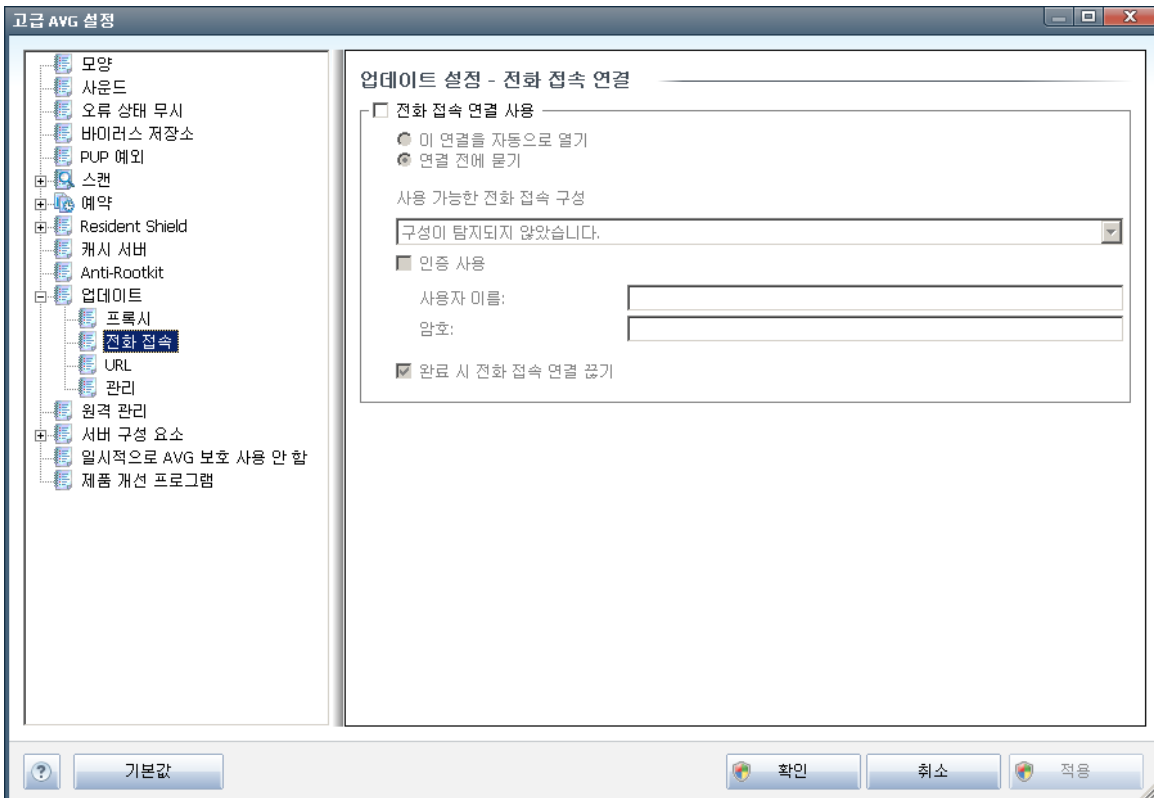 고급 AVG 설정
모양
사운드
오류 상태 무시
바이러스 저장소
PUP 예외
스캔
예약
Resident Shield
캐시 서버
Anti-Rootkit
업데이트
프록시
전화 접속
URL
관리
원격 관리
서버 구성 요소
일시적으로 AVG 보호 사용 안 함
제품 개선 프로그램
업데이트 설정 - 전화 접속 연결
전화 접속 연결 사용
이 연결을 자동으로 열기
연결 전에 묻기
사용 가능한 전화 접속 구성
구성이 탐지되지 않았습니다.
인증 사용
사용자 이름:
암호:
완료 시 전화 접속 연결 끊기
?
기본값
확인
취소
적용